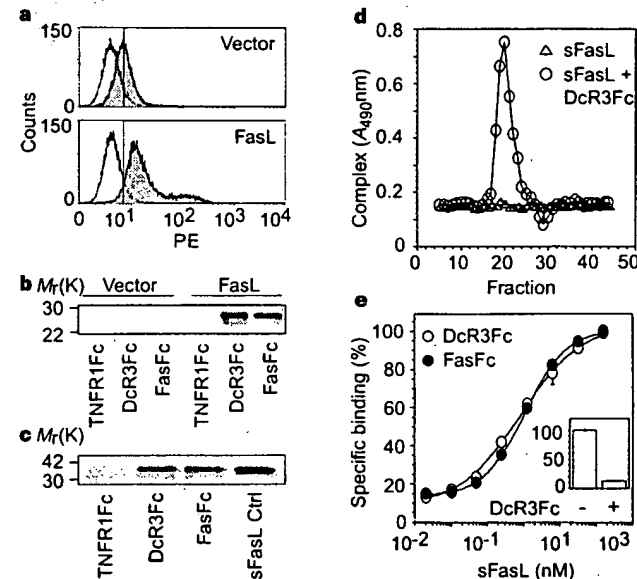 a
150
Vector
0
Counts
150
FasL
0
0 10¹ 10² 10³ 10⁴
PE
b Mr(K)
Vector FasL
30
22
TNFR1Fc
DcR3Fc
FasFc
TNFR1Fc
DcR3Fc
FasFc
c Mr(K)
42
30
TNFR1Fc
DcR3Fc
FasFc
sFasL Ctrl
d
sFasL
sFasL +
DcR3Fc
Complex (A490nm)
0.8
0.6
0.4
0.2
0
0 10 20 30 40 50
Fraction
e
DcR3Fc
FasFc
Specific binding (%)
100
80
60
40
20
0
100
50
0
DcR3Fc - +
10-2 10-1 10¹ 10³
sFasL (nM)